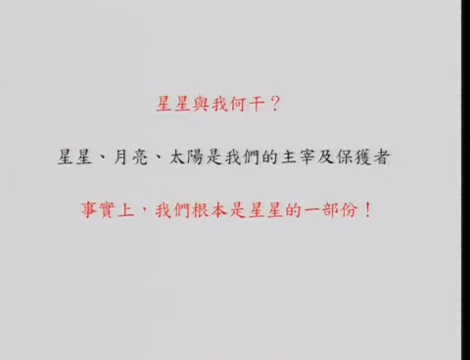 星星與我何干？
星星、月亮、太陽是我們的主宰及保獲者
事實上，我們根本是星星的一部份！